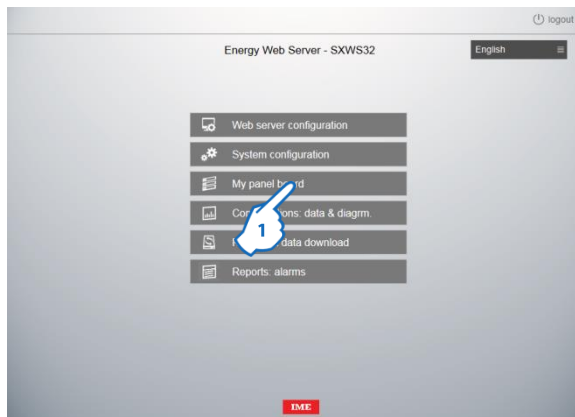 logout
Energy Web Server - SXWS32
English
Web server configuration
System configuration
My panel board
data & diagrm.
1
data download
Reports: alarms
IME